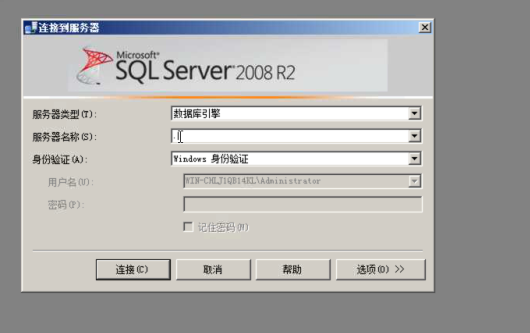 连接到服务器
Microsoft®
SQL Server 2008 R2
服务器类型(T):
数据库引擎
服务器名称(S):
.
身份验证(A):
Windows 身份验证
用户名(U):
WIN-CHLJ1QB14KL\Administrator
密码(P):
记住密码(M)
连接(C)
取消
帮助
选项(O) >>